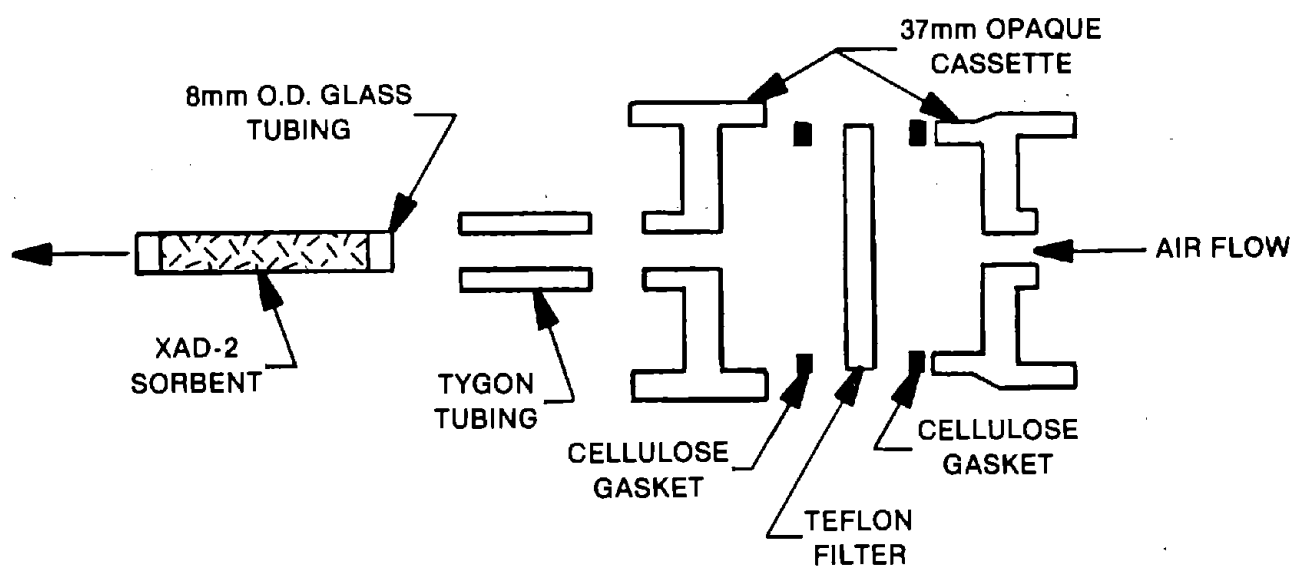 37mm OPAQUE
CASSETTE
8mm O.D. GLASS
TUBING
AIR FLOW
XAD-2
SORBENT
TYGON
TUBING
CELLULOSE
GASKET
CELLULOSE
GASKET
TEFLON
FILTER